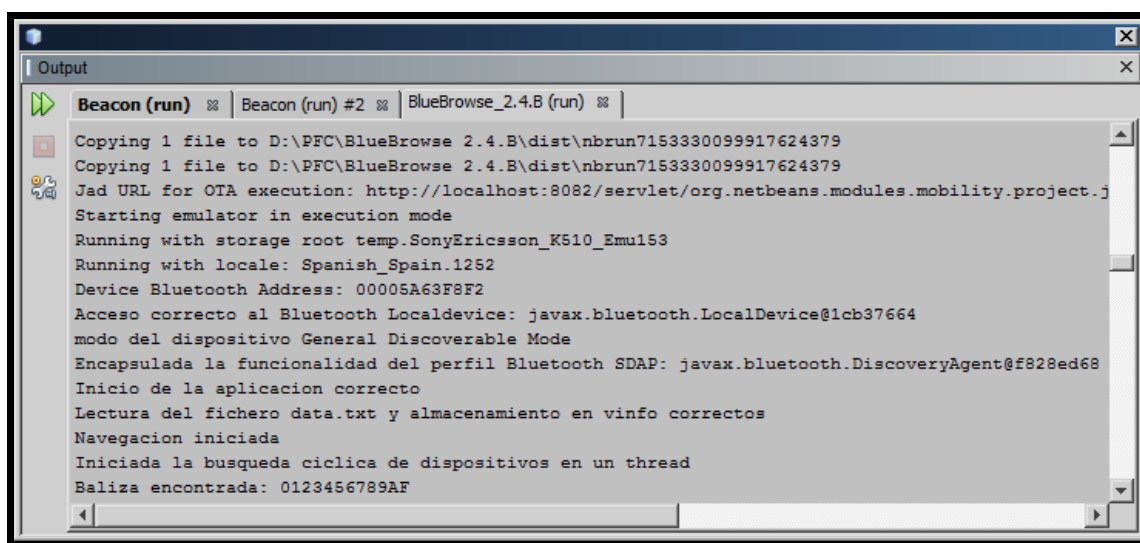 Output
Beacon (run) Beacon (run) #2 BlueBrowse_2.4.B (run)
Copying 1 file to D:\PFC\BlueBrowse 2.4.B\dist\nbrun7153330099917624379
Copying 1 file to D:\PFC\BlueBrowse 2.4.B\dist\nbrun7153330099917624379
Jad URL for OTA execution: http://localhost:8082/servlet/org.netbeans.modules.mobility.project.j
Starting emulator in execution mode
Running with storage root temp.SonyEricsson_K510_Emu153
Running with locale: Spanish_Spain.1252
Device Bluetooth Address: 00005A63F8F2
Acceso correcto al Bluetooth Localdevice: javax.bluetooth.LocalDevice@1cb37664
modo del dispositivo General Discoverable Mode
Encapsulada la funcionalidad del perfil Bluetooth SDAP: javax.bluetooth.DiscoveryAgent@f828ed68
Inicio de la aplicacion correcto
Lectura del fichero data.txt y almacenamiento en vinfo correctos
Navegacion iniciada
Iniciada la busqueda ciclica de dispositivos en un thread
Baliza encontrada: 0123456789AF